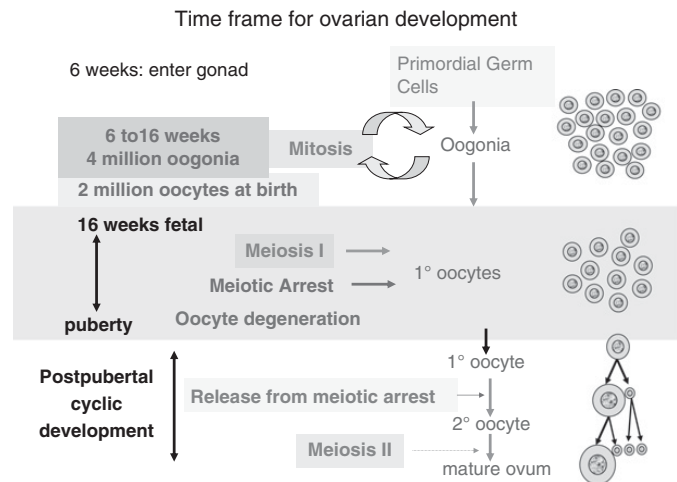 Time frame for ovarian development
6 weeks: enter gonad
Primordial Germ
Cells
6 to16 weeks
4 million oogonia
Mitosis
Oogonia
2 million oocytes at birth
16 weeks fetal
Meiosis I
1° oocytes
Meiotic Arrest
Oocyte degeneration
puberty
1° oocyte
Postpubertal
cyclic
development
Release from meiotic arrest
2° oocyte
Meiosis II
mature ovum